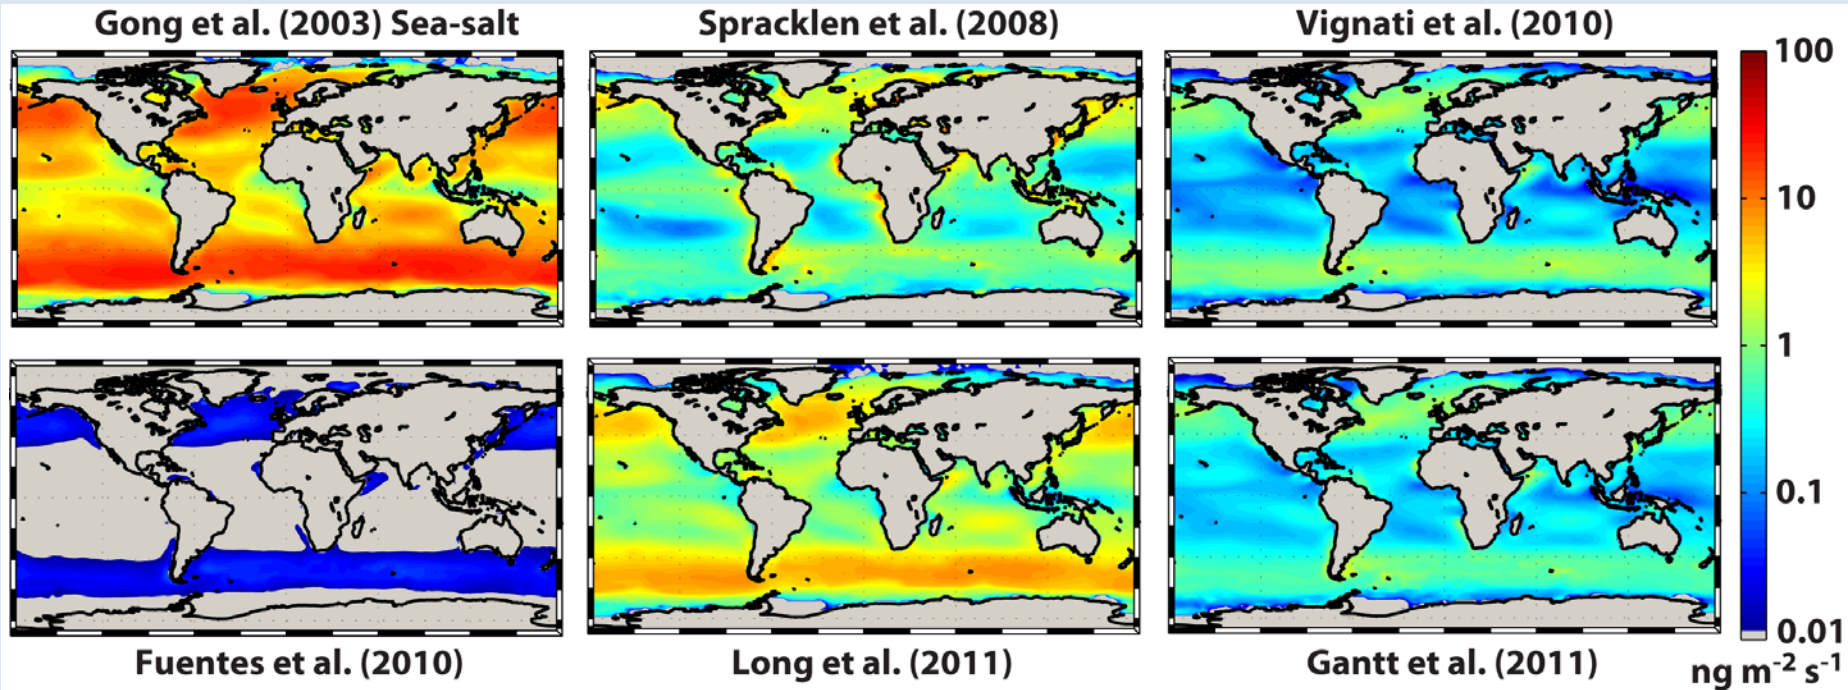 Gong et al. (2003) Sea-salt
Spracklen et al. (2008)
Vignati et al. (2010)
100
10
1
0.1
0.01
ng m⁻² s⁻¹
Fuentes et al. (2010)
Long et al. (2011)
Gantt et al. (2011)